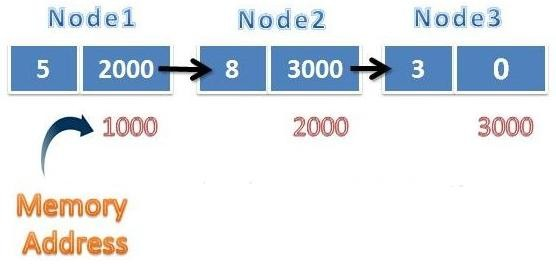 Node1 Node2 Node3
5 2000 8 3000 3 0
1000 2000 3000
Memory
Address